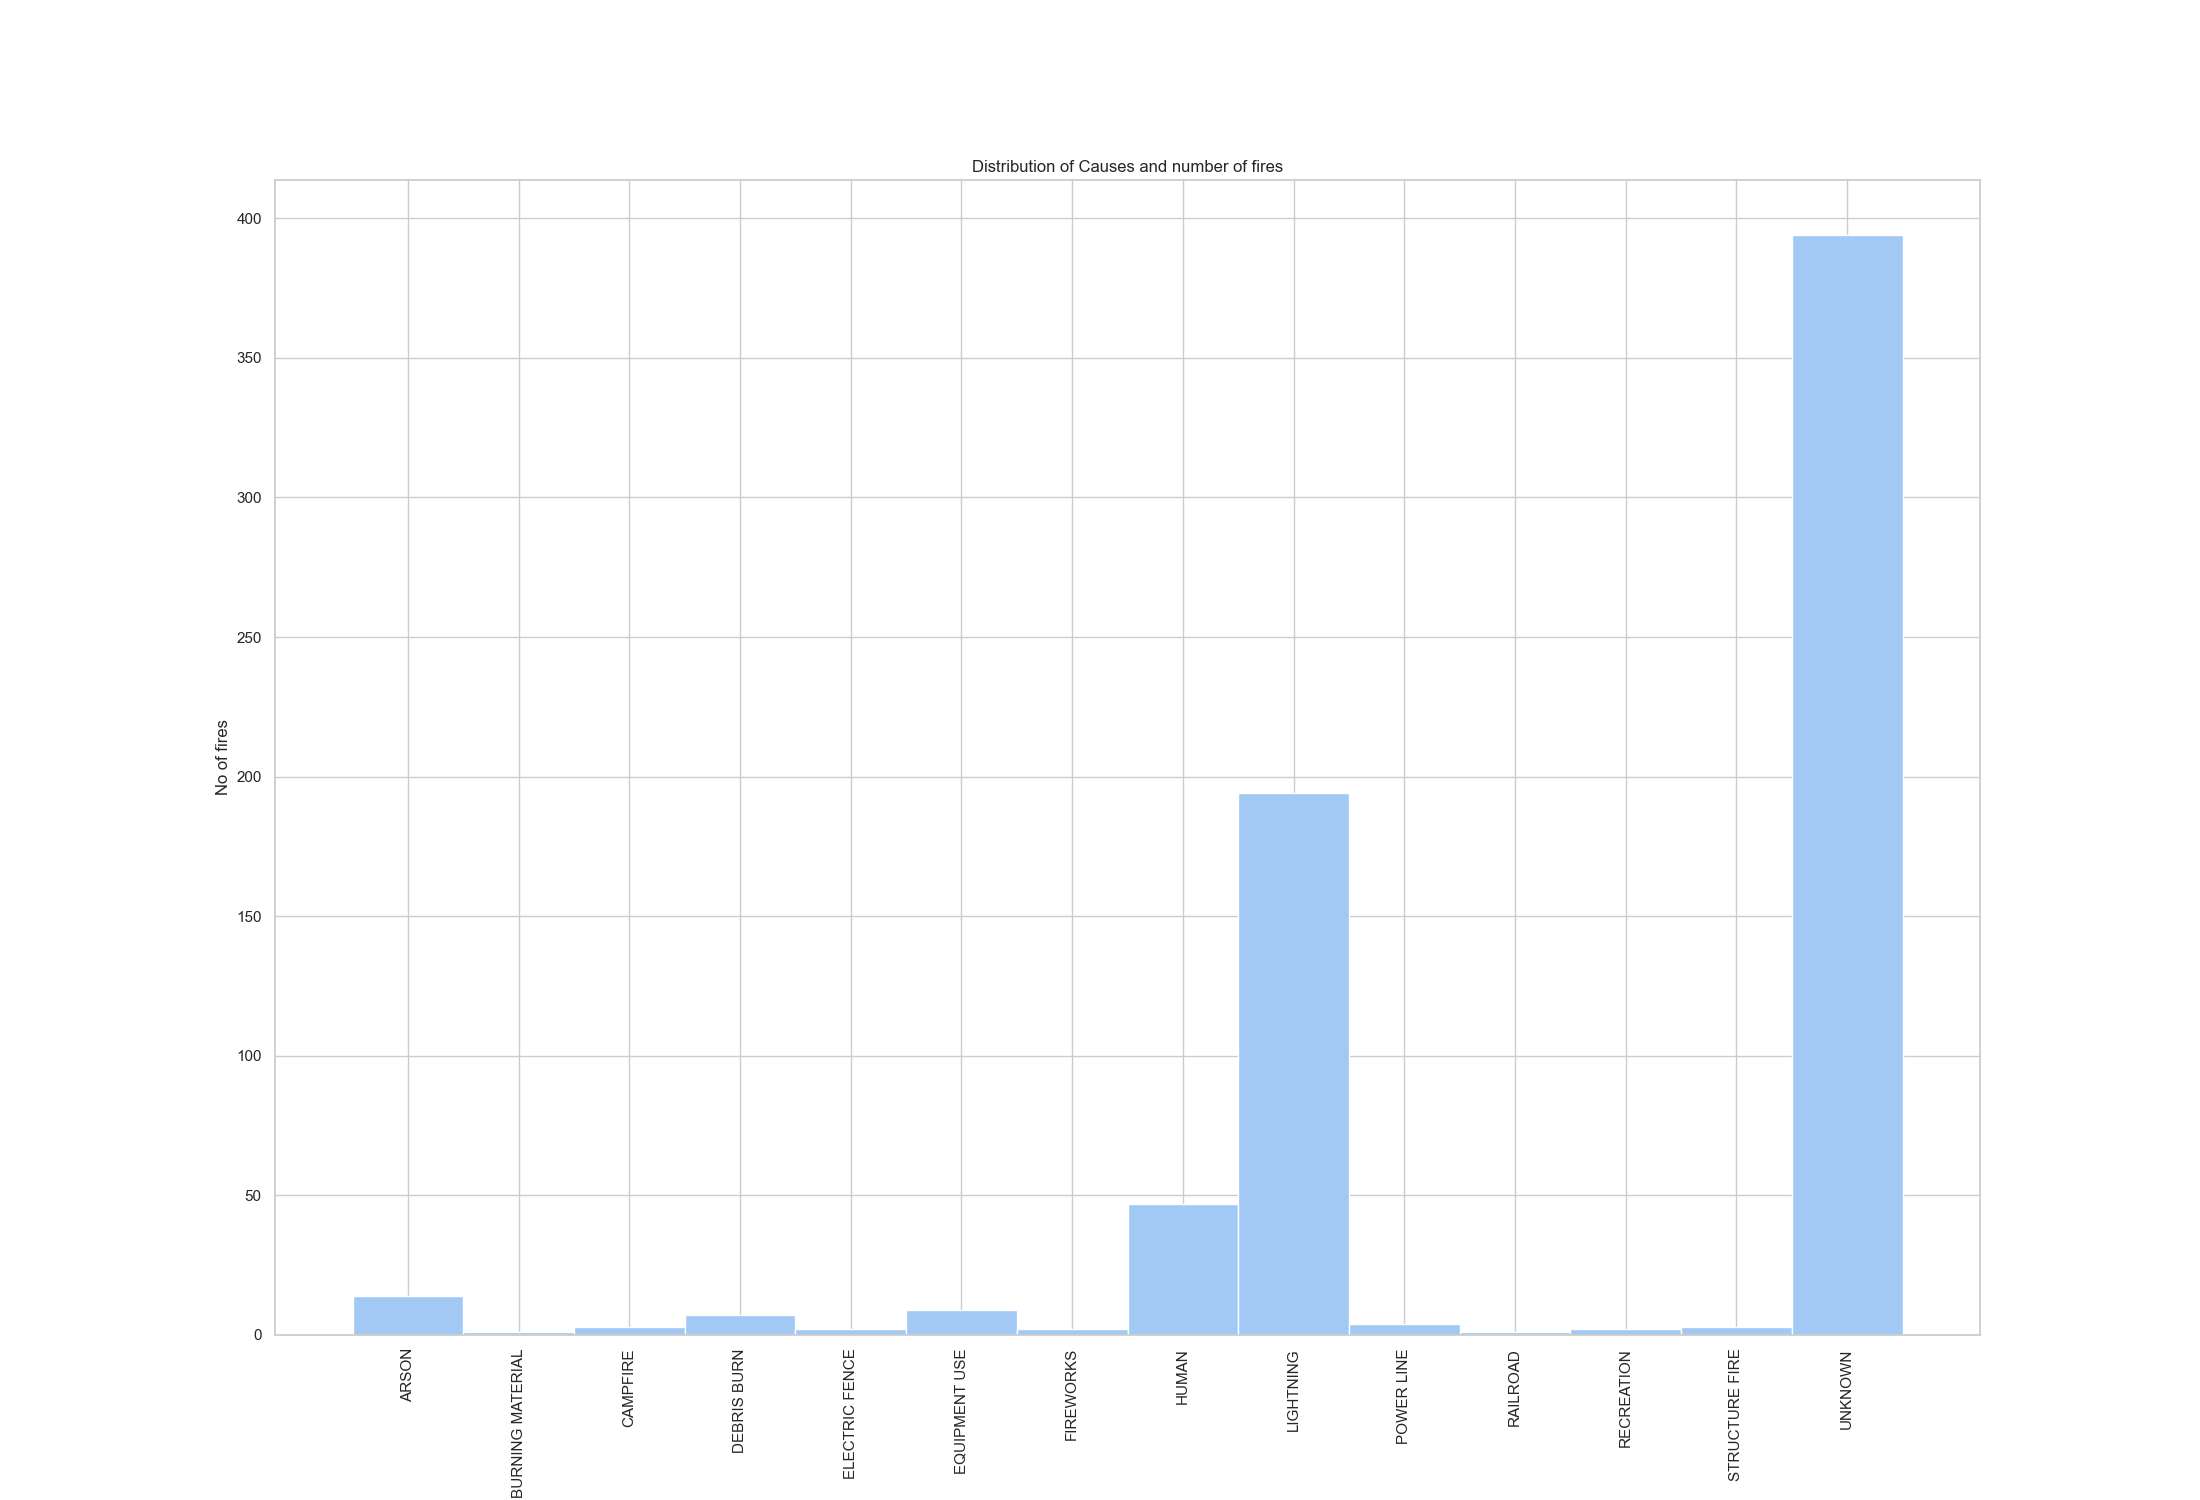 Distribution of Causes and number of fires
400
350
300
250
200
150
100
50
0
No of fires
ARSON
BURNING MATERIAL
CAMPFIRE
DEBRIS BURN
ELECTRIC FENCE
EQUIPMENT USE
FIREWORKS
HUMAN
LIGHTNING
POWER LINE
RAILROAD
RECREATION
STRUCTURE FIRE
UNKNOWN